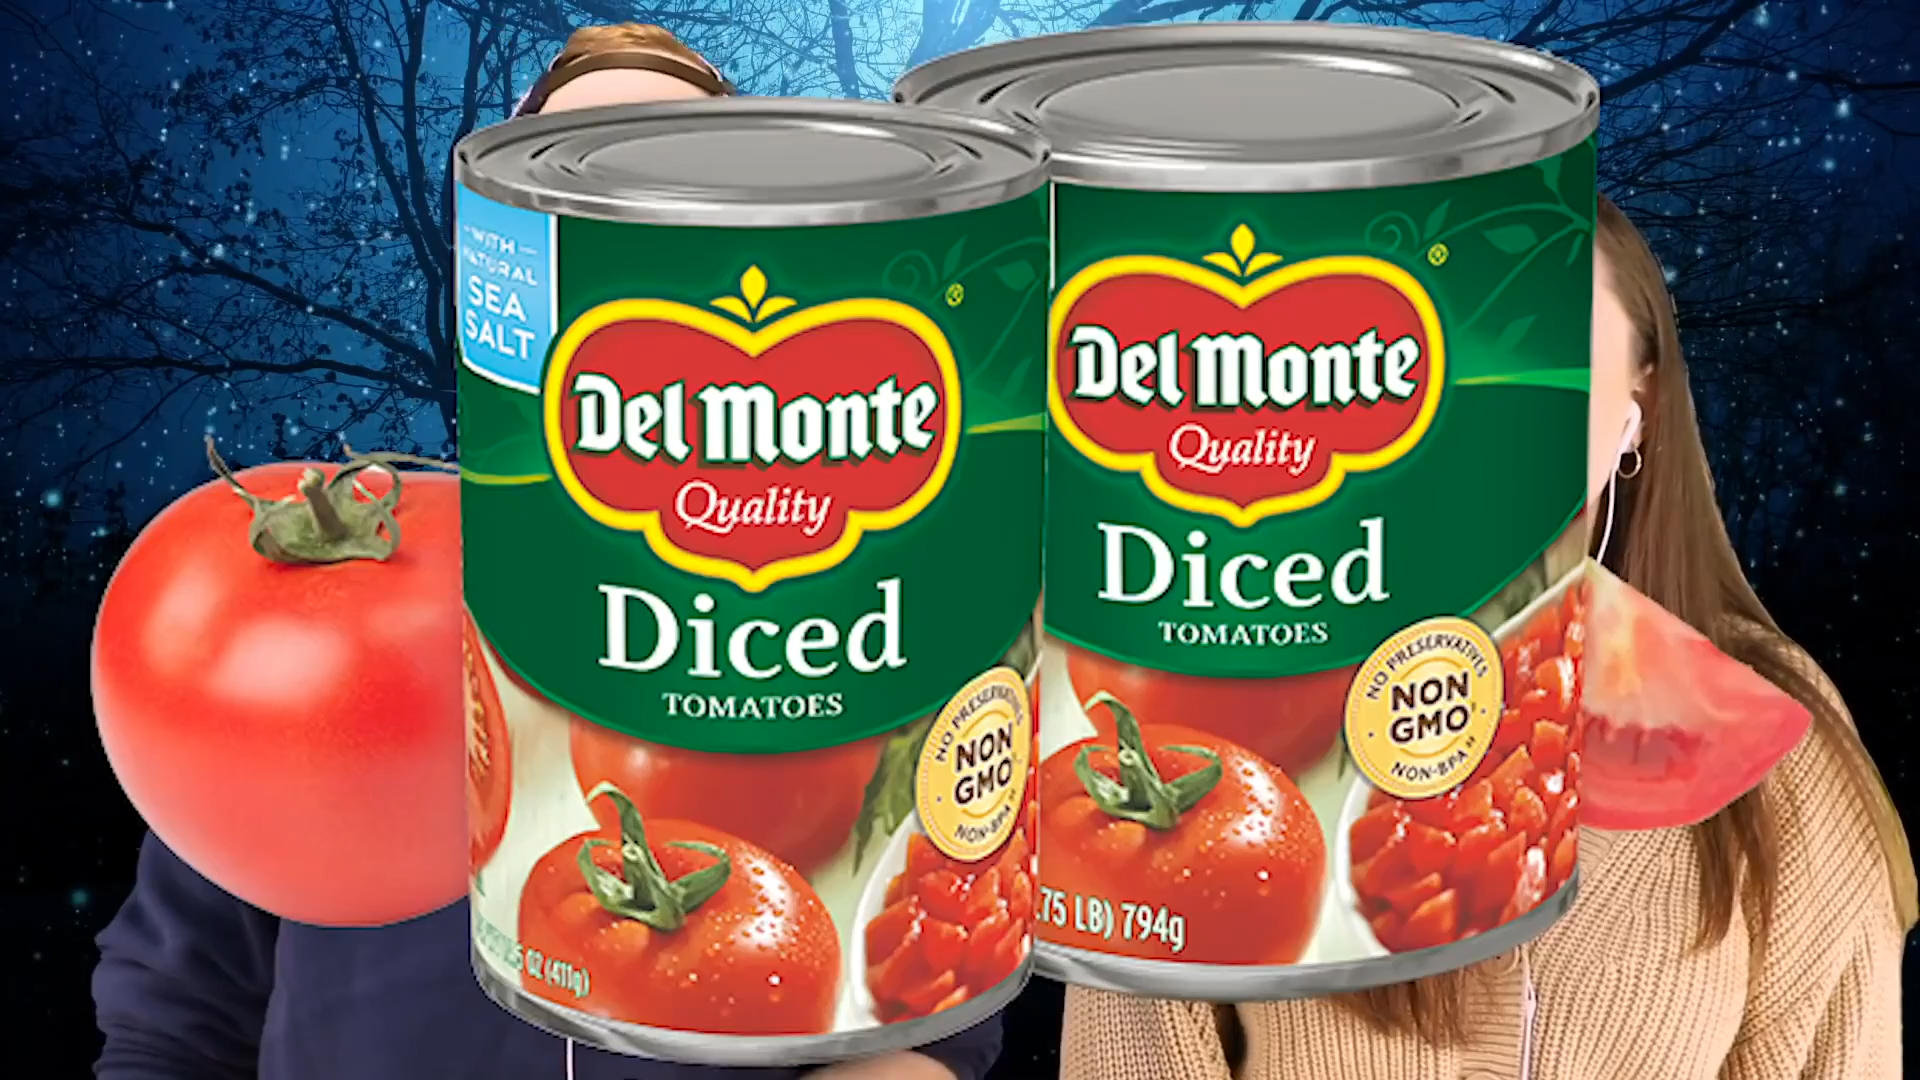 WITH
NATURAL
SEA
SALT
®
Del Monte
Quality
Diced
TOMATOES
NO PRESERVATIVES
NON
GMO
NON-BPA
OZ (411g)
®
Del Monte
Quality
Diced
TOMATOES
NO PRESERVATIVES
NON
GMO
NON-BPA
.75 LB) 794g